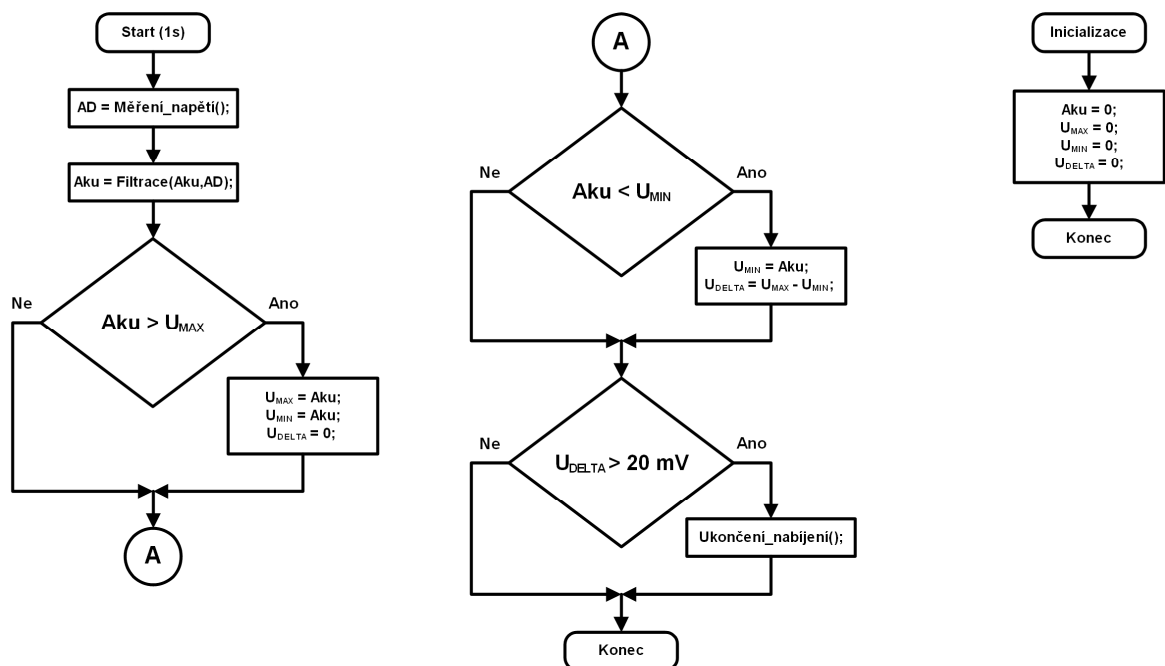 Start (1s)
AD = Měření_napětí();
Aku = Filtrace(Aku,AD);
Ne
Ano
Aku > UMAX
UMAX = Aku;
UMIN = Aku;
UDELTA = 0;
A
A
Ne
Ano
Aku < UMIN
UMIN = Aku;
UDELTA = UMAX - UMIN;
Ne
Ano
UDELTA > 20 mV
Ukončení_nabíjení();
Konec
Inicializace
Aku = 0;
UMAX = 0;
UMIN = 0;
UDELTA = 0;
Konec